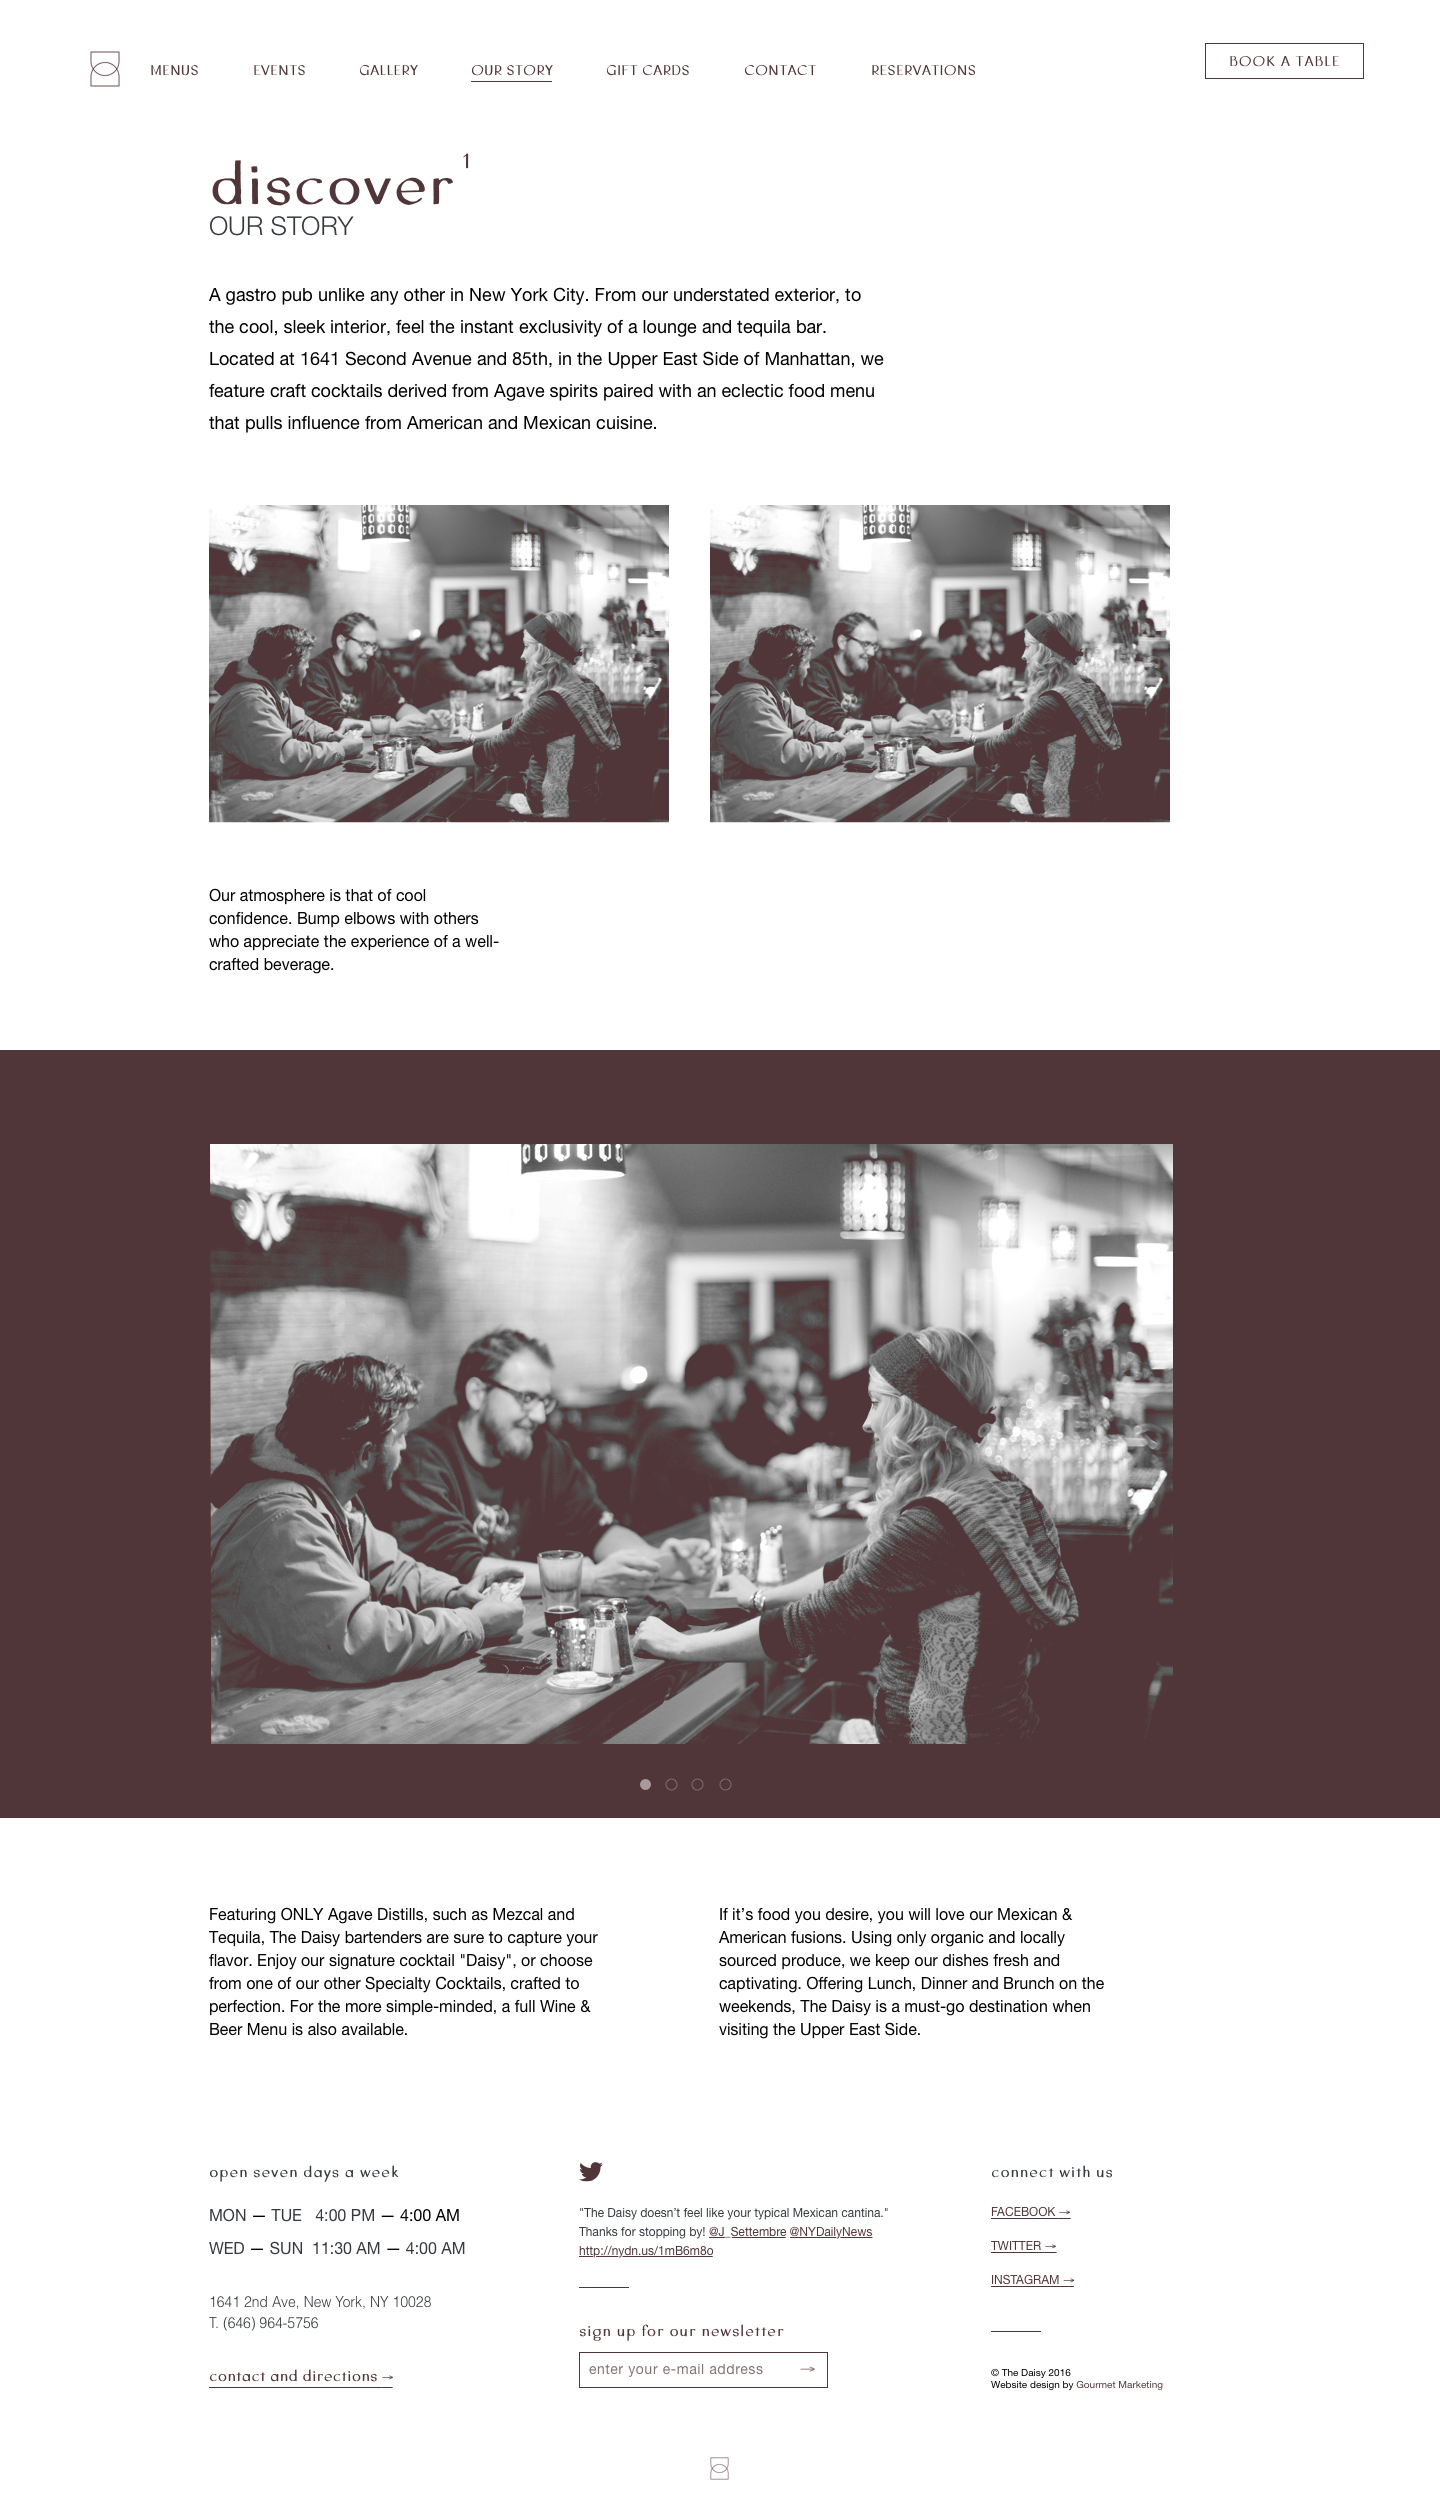 MENUS EVENTS GALLERY OUR STORY GIFT CARDS CONTACT RESERVATIONS BOOK A TABLE
discover 1
OUR STORY
A gastro pub unlike any other in New York City. From our understated exterior, to
the cool, sleek interior, feel the instant exclusivity of a lounge and tequila bar.
Located at 1641 Second Avenue and 85th, in the Upper East Side of Manhattan, we
feature craft cocktails derived from Agave spirits paired with an eclectic food menu
that pulls influence from American and Mexican cuisine.
Our atmosphere is that of cool
confidence. Bump elbows with others
who appreciate the experience of a well-
crafted beverage.
Featuring ONLY Agave Distills, such as Mezcal and
Tequila, The Daisy bartenders are sure to capture your
flavor. Enjoy our signature cocktail "Daisy", or choose
from one of our other Specialty Cocktails, crafted to
perfection. For the more simple-minded, a full Wine &
Beer Menu is also available.
If it’s food you desire, you will love our Mexican &
American fusions. Using only organic and locally
sourced produce, we keep our dishes fresh and
captivating. Offering Lunch, Dinner and Brunch on the
weekends, The Daisy is a must-go destination when
visiting the Upper East Side.
open seven days a week
MON — TUE 4:00 PM — 4:00 AM
WED — SUN 11:30 AM — 4:00 AM
1641 2nd Ave, New York, NY 10028
T. (646) 964-5756
contact and directions →
"The Daisy doesn’t feel like your typical Mexican cantina."
Thanks for stopping by! @J_Settembre @NYDailyNews
http://nydn.us/1mB6m8o
sign up for our newsletter
enter your e-mail address →
connect with us
FACEBOOK →
TWITTER →
INSTAGRAM →
© The Daisy 2016
Website design by Gourmet Marketing